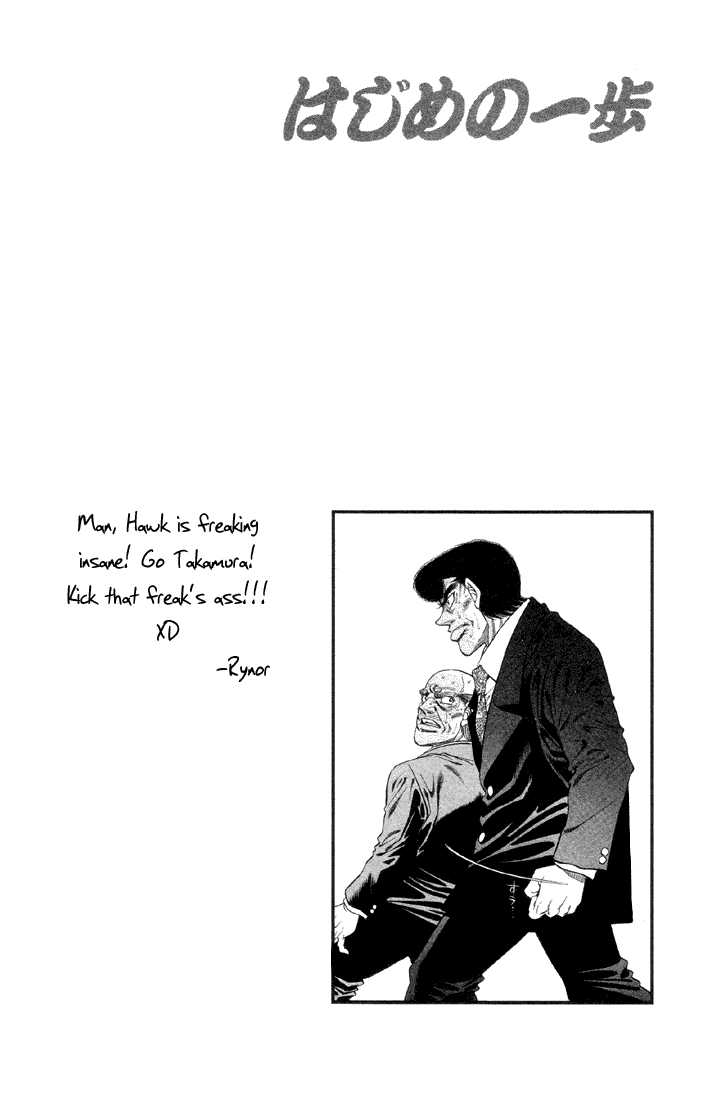 はじめの一歩
Man, Hawk is freaking
insane! Go Takamura!
Kick that freak's ass!!!
XD
-Rynor